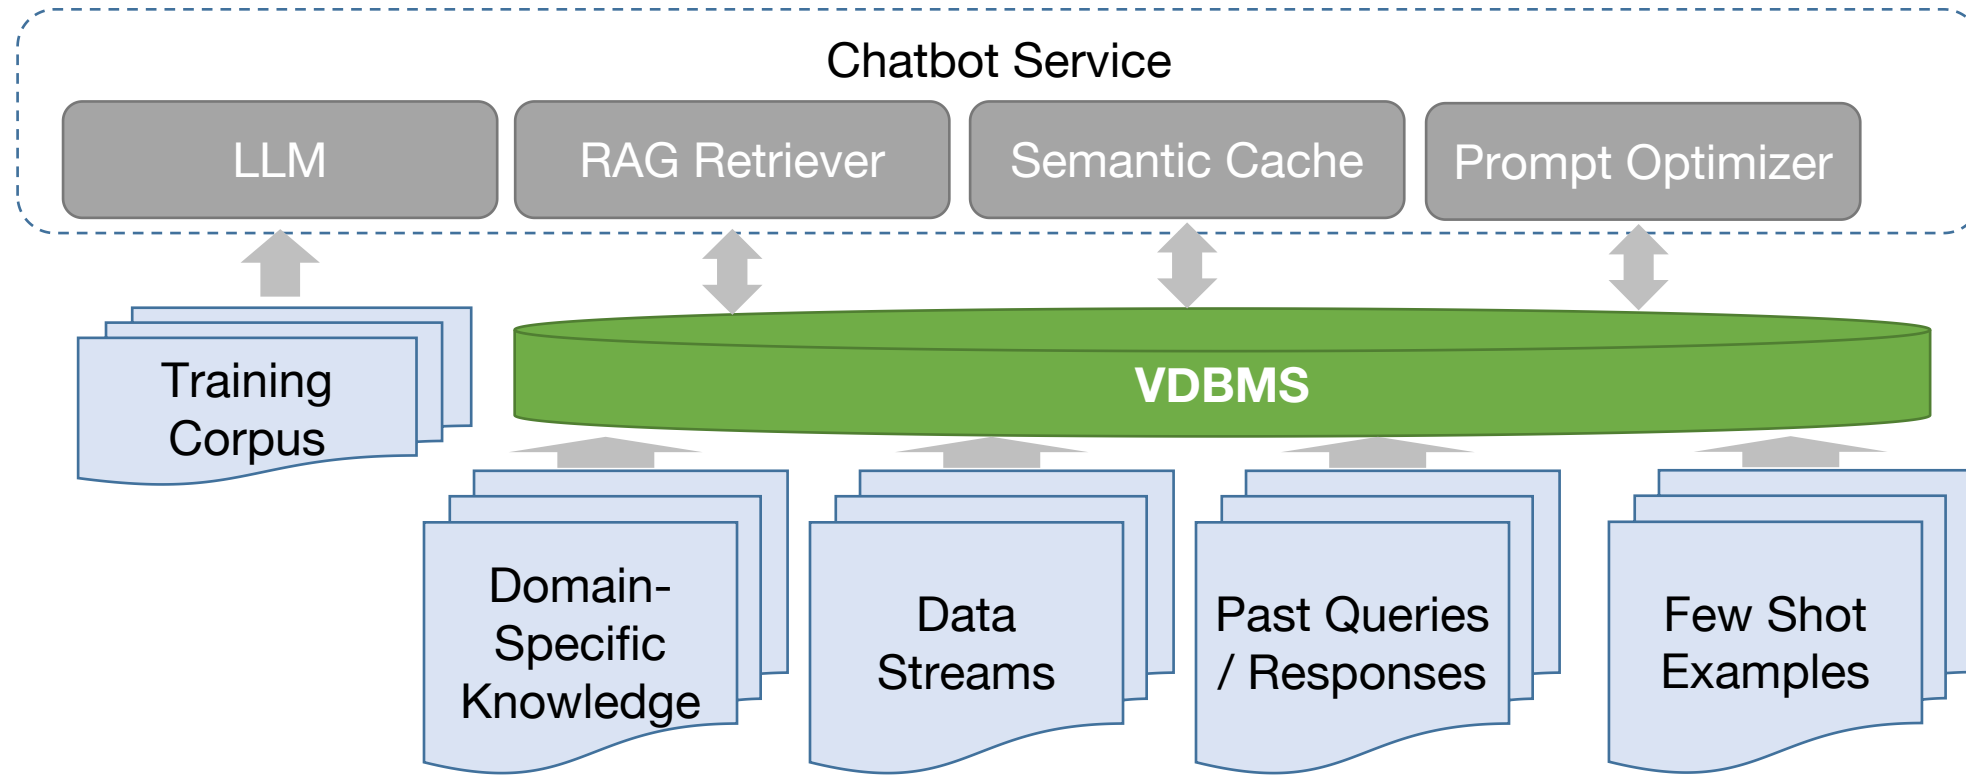 Chatbot Service
LLM
RAG Retriever
Semantic Cache
Prompt Optimizer
Training
Corpus
VDBMS
Domain-
Specific
Knowledge
Data
Streams
Past Queries
/ Responses
Few Shot
Examples